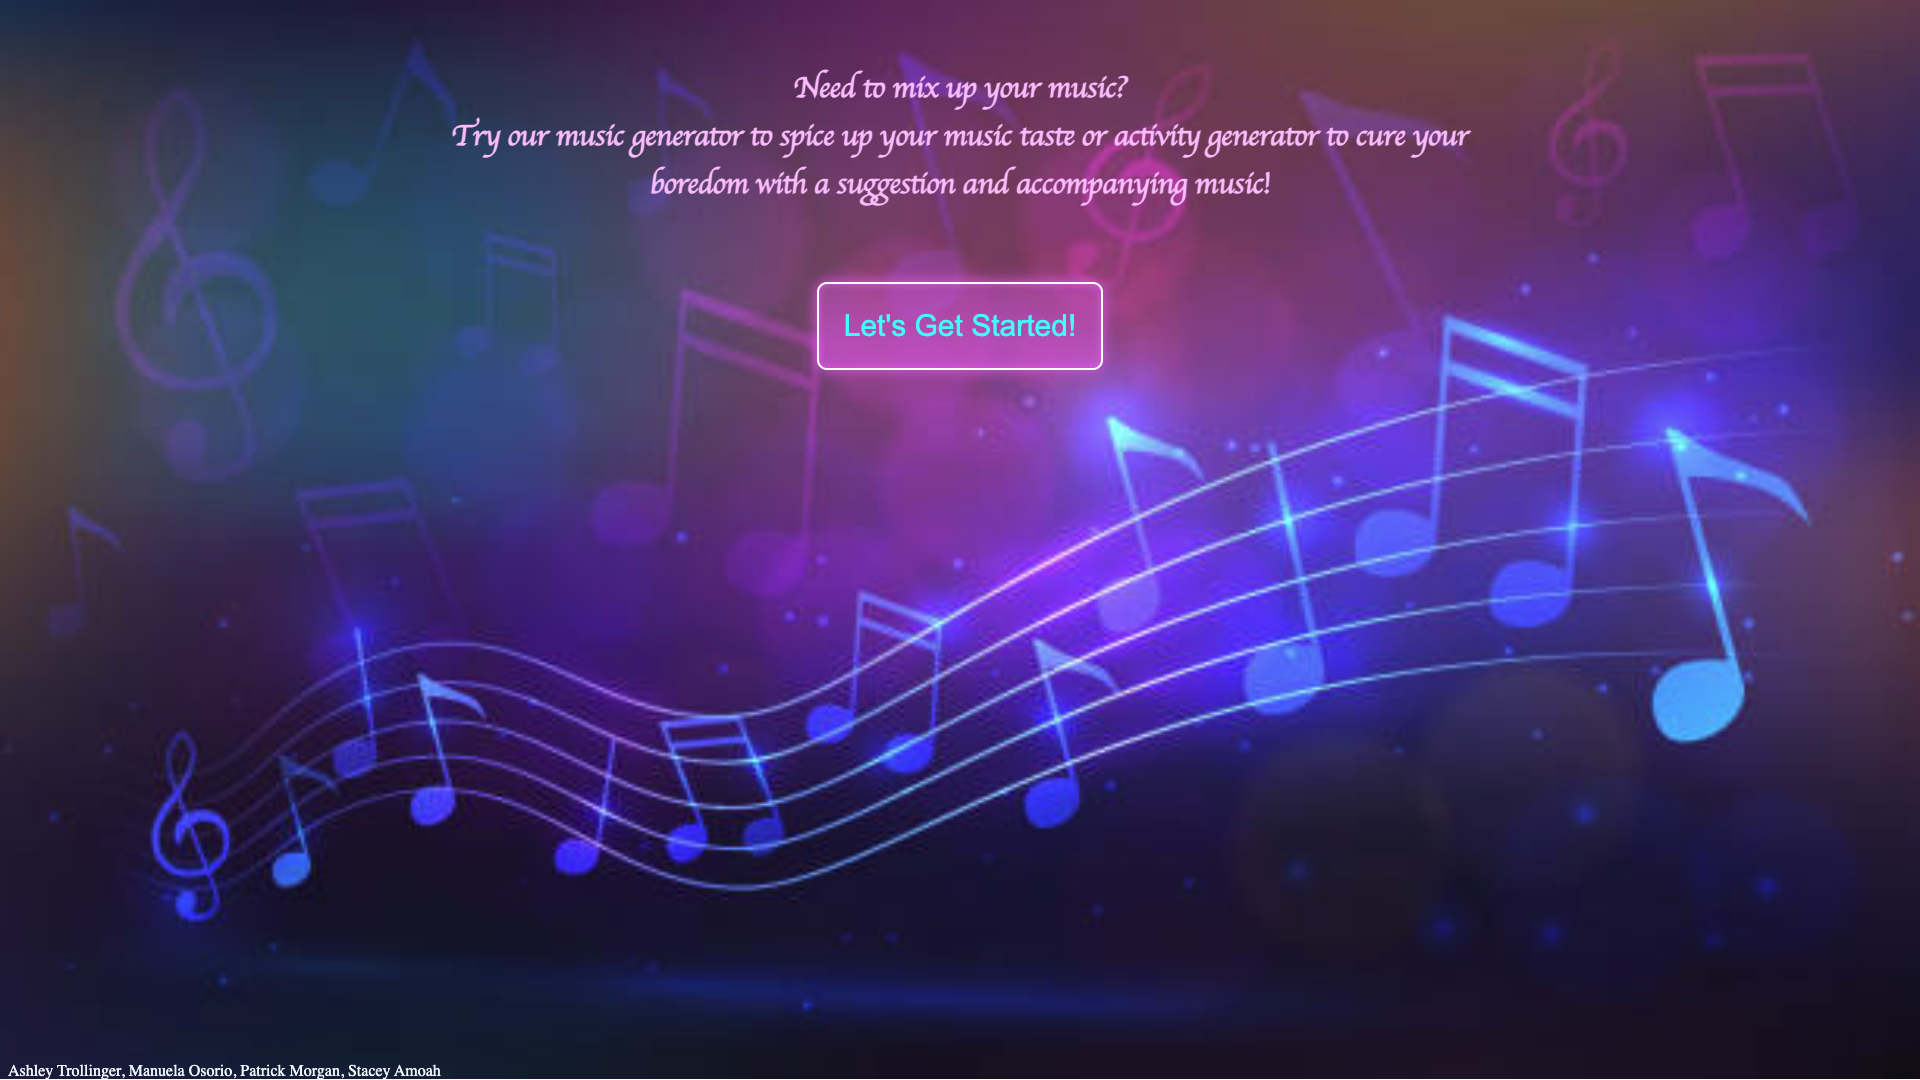 Need to mix up your music?
Try our music generator to spice up your music taste or activity generator to cure your
boredom with a suggestion and accompanying music!
Let's Get Started!
Ashley Trollinger, Manuela Osorio, Patrick Morgan, Stacey Amoah